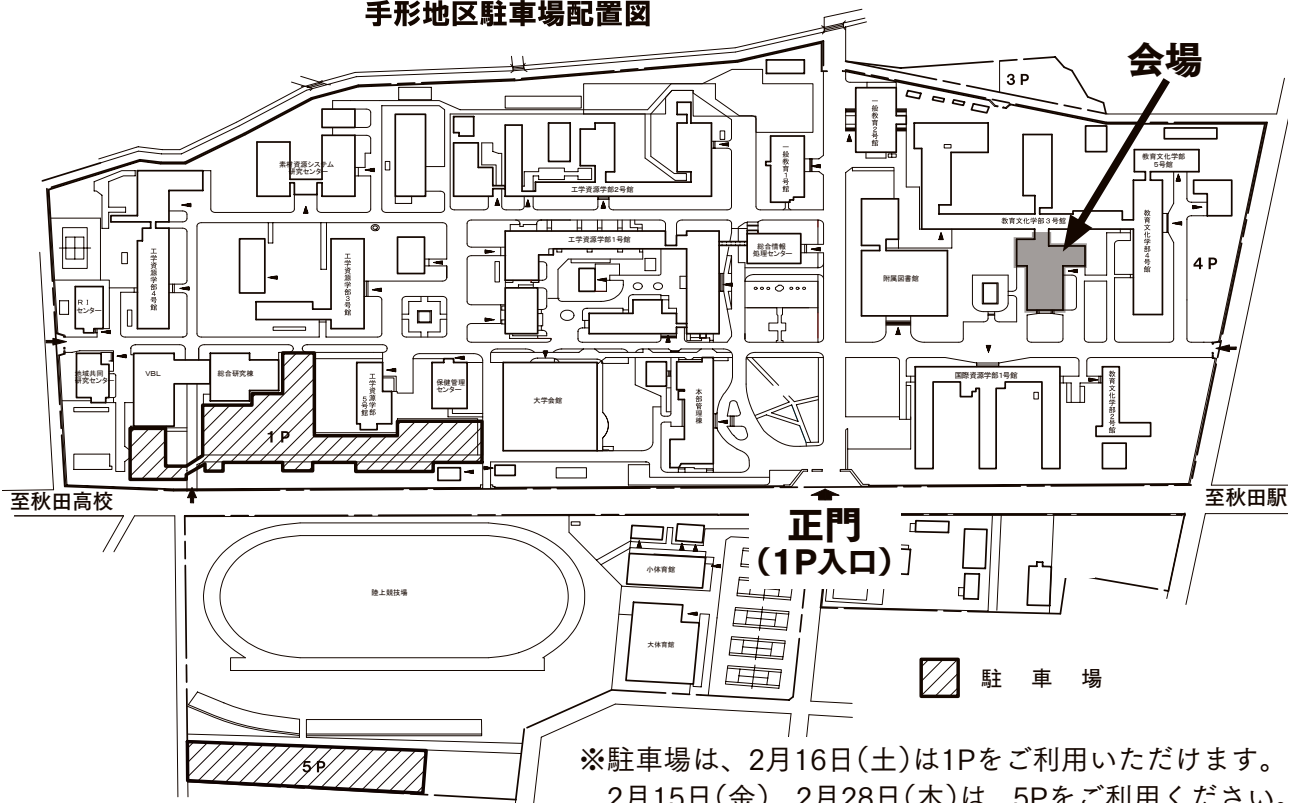 手形地区駐車場配置図
会場
3P
一般教育2号館
教育文化学部
5号館
素材資源システム
研究センター
一般教育1号館
工学資源学部2号館
教育文化学部3号館
教育文化学部4号館
工学資源学部1号館
総合情報
処理センター
工学資源学部4号館
工学資源学部3号館
附属図書館
4P
RI
センター
地域共同
研究センター
VBL
総合研究棟
工学資源学部
5号館
保健管理
センター
大学会館
本部管理棟
国際資源学部1号館
教育文化学部2号館
1P
至秋田高校
至秋田駅
正門
(1P入口)
小体育館
陸上競技場
大体育館
駐車場
5P
※駐車場は、2月16日(土)は1Pをご利用いただけます。
2月15日(金)、2月28日(木)は、5Pをご利用ください。